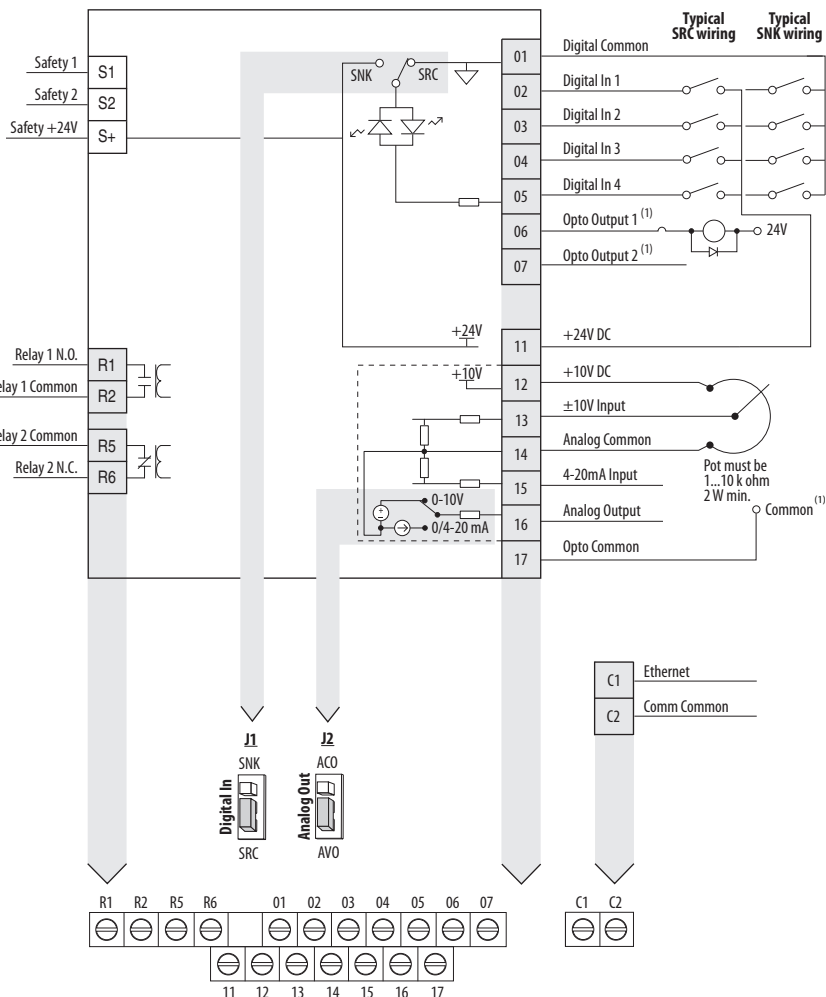 Typical SRC wiring
Typical SNK wiring
Safety 1
S1
Safety 2
S2
Safety +24V
S+
SNK
SRC
01
Digital Common
02
Digital In 1
03
Digital In 2
04
Digital In 3
05
Digital In 4
06
Opto Output 1 (1)
24V
07
Opto Output 2 (1)
+24V
11
+24V DC
+10V
12
+10V DC
13
±10V Input
14
Analog Common
15
4-20mA Input
16
Analog Output
17
Opto Common
Pot must be
1...10 k ohm
2 W min.
Common (1)
0-10V
0/4-20 mA
±
Relay 1 N.O.
R1
elay 1 Common
R2
elay 2 Common
R5
Relay 2 N.C.
R6
C1
Ethernet
C2
Comm Common
J1
SNK
Digital In
SRC
J2
ACO
Analog Out
AVO
R1 R2 R5 R6 01 02 03 04 05 06 07
C1 C2
11 12 13 14 15 16 17